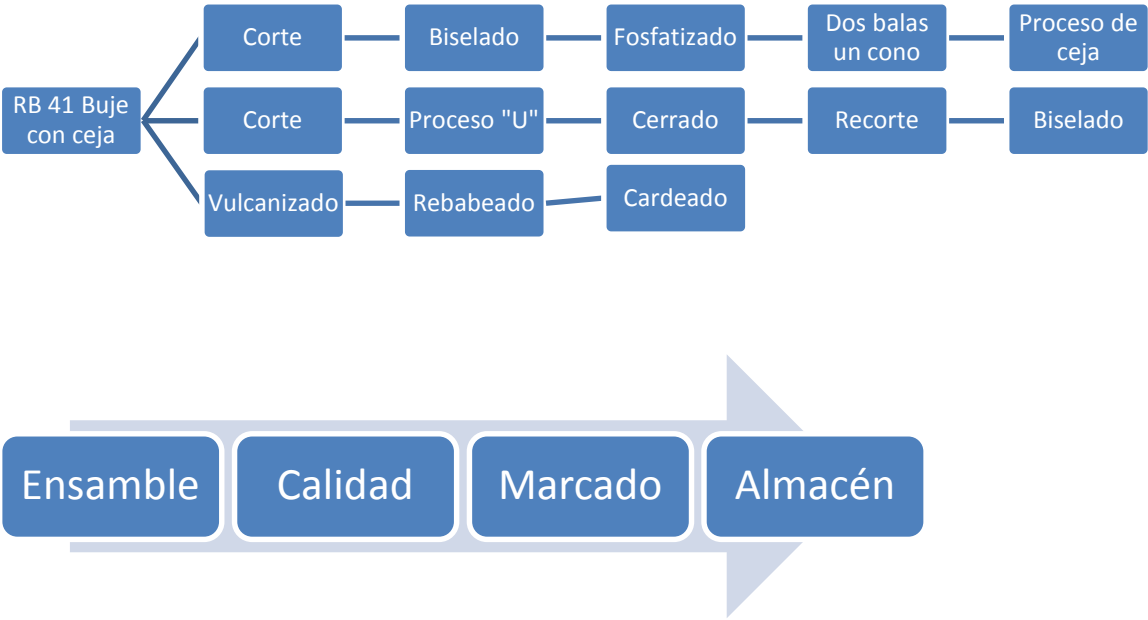 RB 41 Buje
con ceja
Corte
Biselado
Fosfatizado
Dos balas
un cono
Proceso de
ceja
Corte
Proceso "U"
Cerrado
Recorte
Biselado
Vulcanizado
Rebabeado
Cardeado
Ensamble
Calidad
Marcado
Almacén